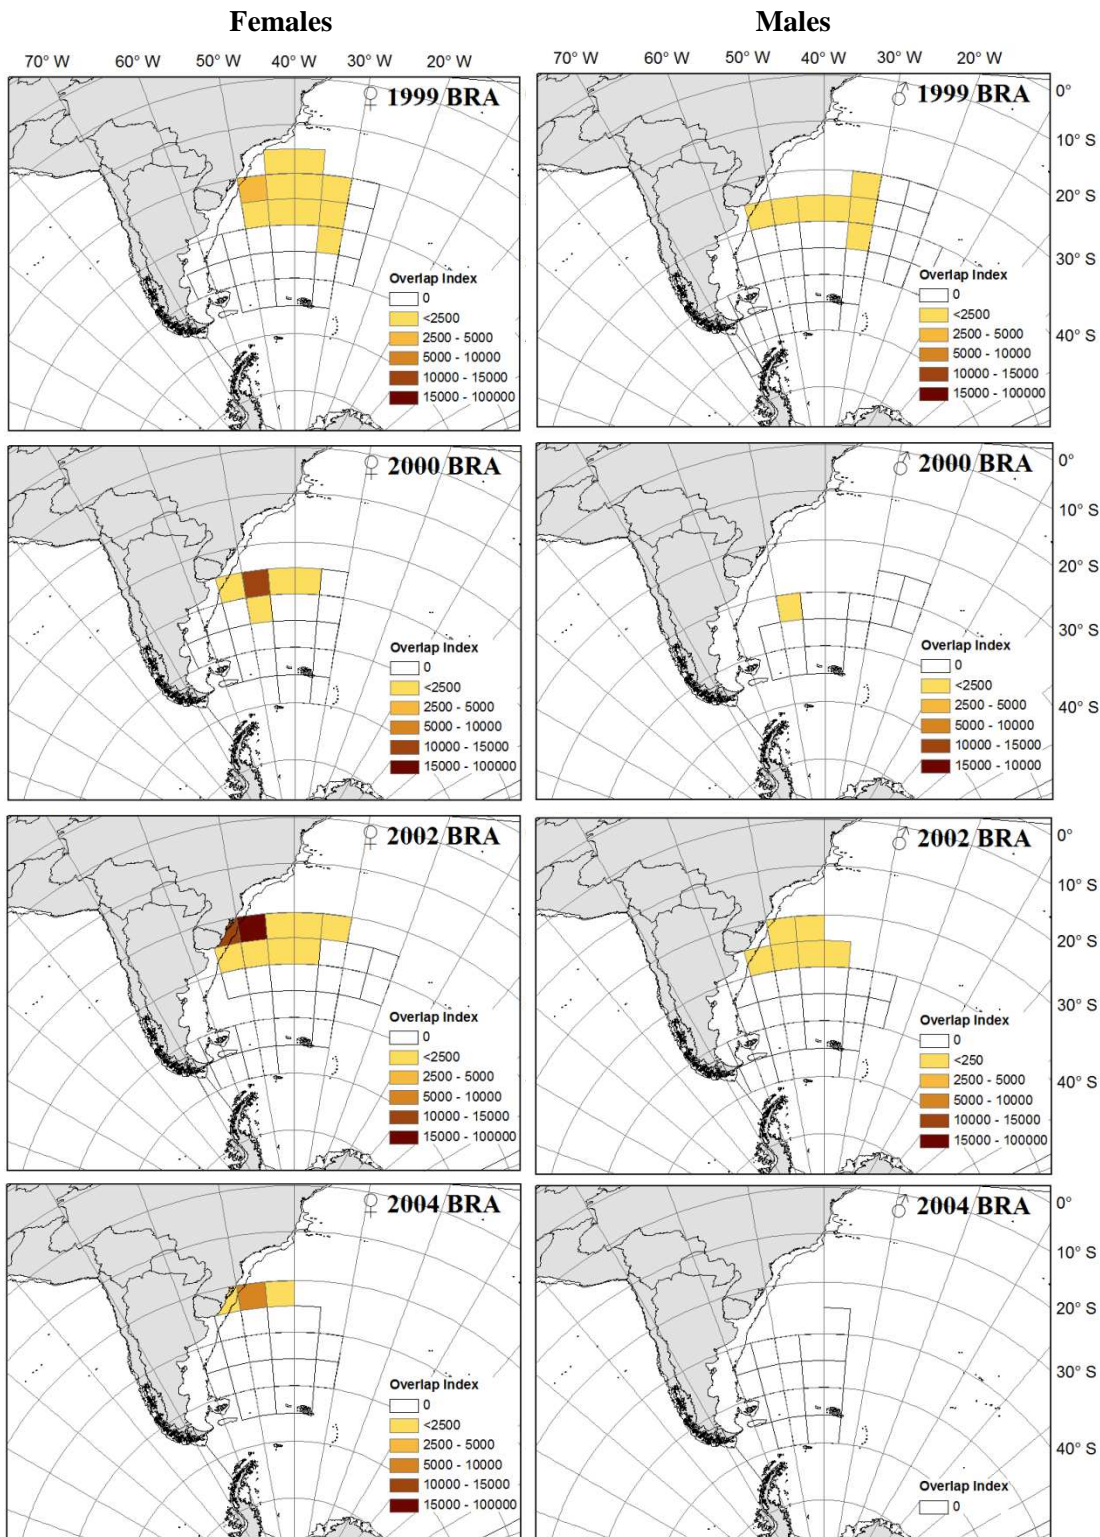 Females
Males
70° W 60° W 50° W 40° W 30° W 20° W
70° W 60° W 50° W 40° W 30° W 20° W
♀ 1999 BRA
Overlap Index
0
<2500
2500 - 5000
5000 - 10000
10000 - 15000
15000 - 100000
♂ 1999 BRA
Overlap Index
0
<2500
2500 - 5000
5000 - 10000
10000 - 15000
15000 - 100000
0°
10° S
20° S
30° S
40° S
♀ 2000 BRA
Overlap Index
0
<2500
2500 - 5000
5000 - 10000
10000 - 15000
15000 - 100000
♂ 2000 BRA
Overlap Index
0
<2500
2500 - 5000
5000 - 10000
10000 - 15000
15000 - 10000
0°
10° S
20° S
30° S
40° S
♀ 2002 BRA
Overlap Index
0
<2500
2500 - 5000
5000 - 10000
10000 - 15000
15000 - 100000
♂ 2002 BRA
Overlap Index
0
<250
2500 - 5000
5000 - 10000
10000 - 15000
15000 - 100000
0°
10° S
20° S
30° S
40° S
♀ 2004 BRA
Overlap Index
0
<2500
2500 - 5000
5000 - 10000
10000 - 15000
15000 - 100000
♂ 2004 BRA
Overlap Index
0
0°
10° S
20° S
30° S
40° S